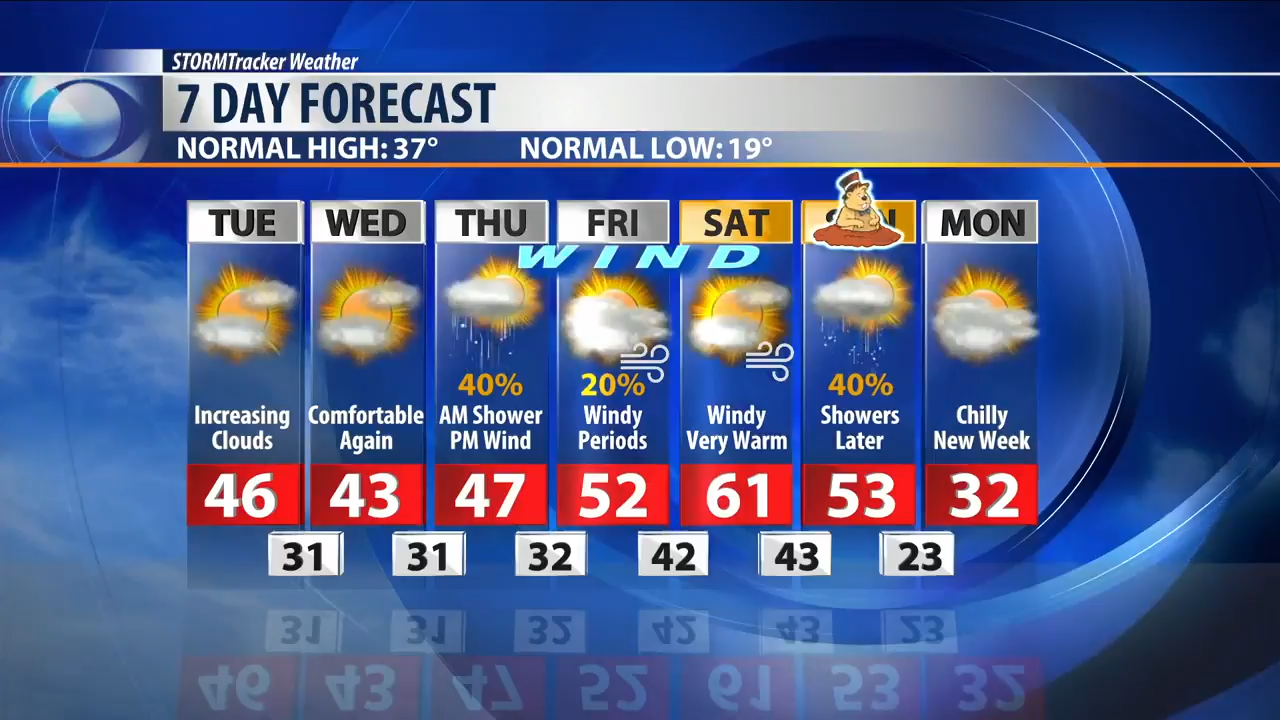 STORMTracker Weather
7 DAY FORECAST
NORMAL HIGH: 37° NORMAL LOW: 19°
TUE WED THU FRI SAT MON
WIND
40% 20% 40%
Increasing Comfortable AM Shower Windy Windy Showers Chilly
Clouds Again PM Wind Periods Very Warm Later New Week
46 43 47 52 61 53 32
31 31 32 42 43 23